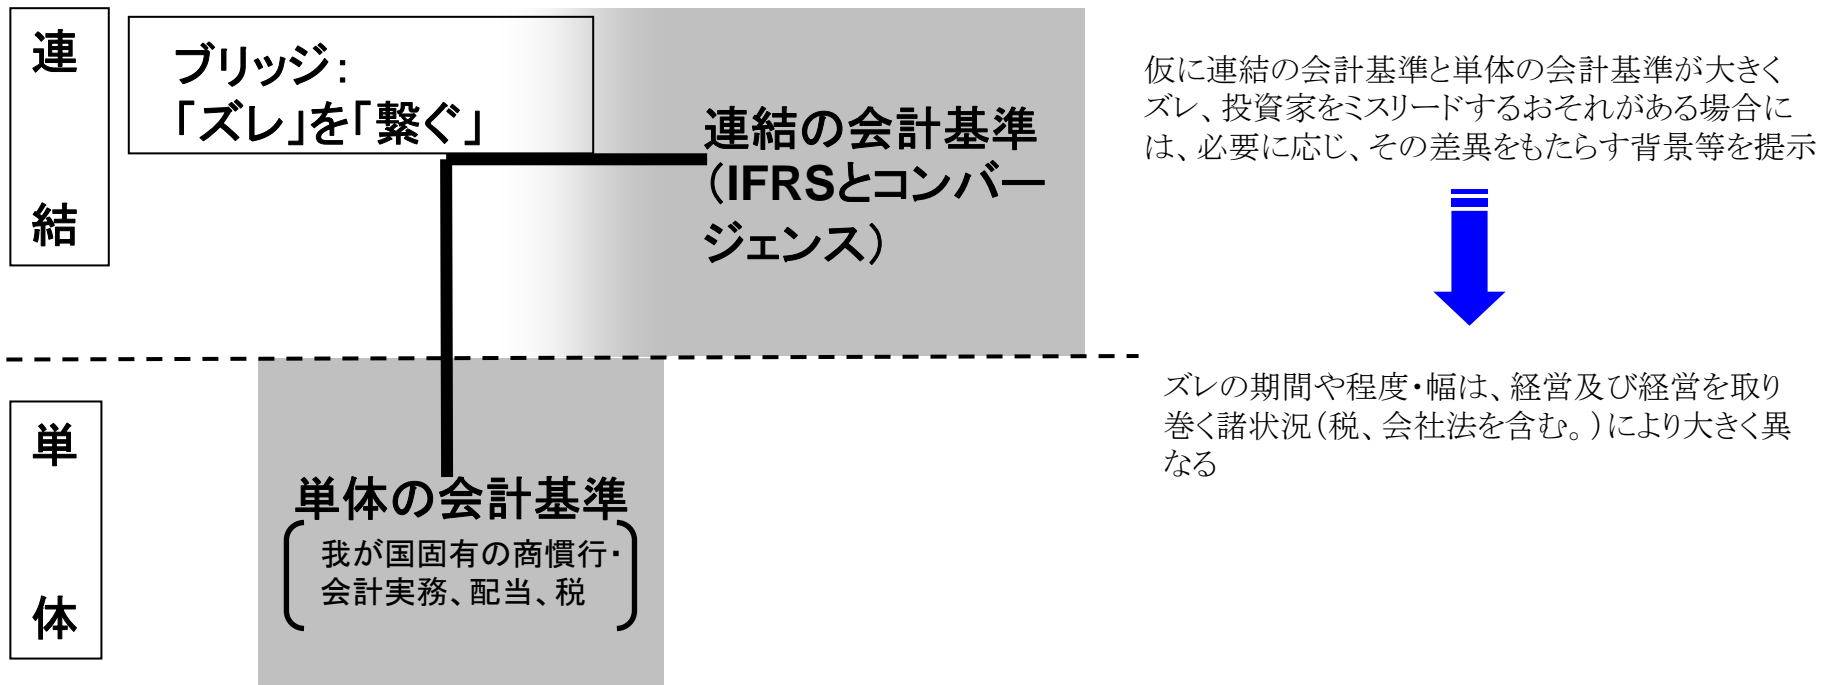 連結
ブリッジ：
「ズレ」を「繋ぐ」
連結の会計基準
（IFRSとコンバー
ジェンス）
仮に連結の会計基準と単体の会計基準が大きく
ズレ、投資家をミスリードするおそれがある場合に
は、必要に応じ、その差異をもたらす背景等を提示
ズレの期間や程度・幅は、経営及び経営を取り
巻く諸状況（税、会社法を含む。）により大きく異
なる
単体
単体の会計基準
我が国固有の商慣行・
会計実務、配当、税